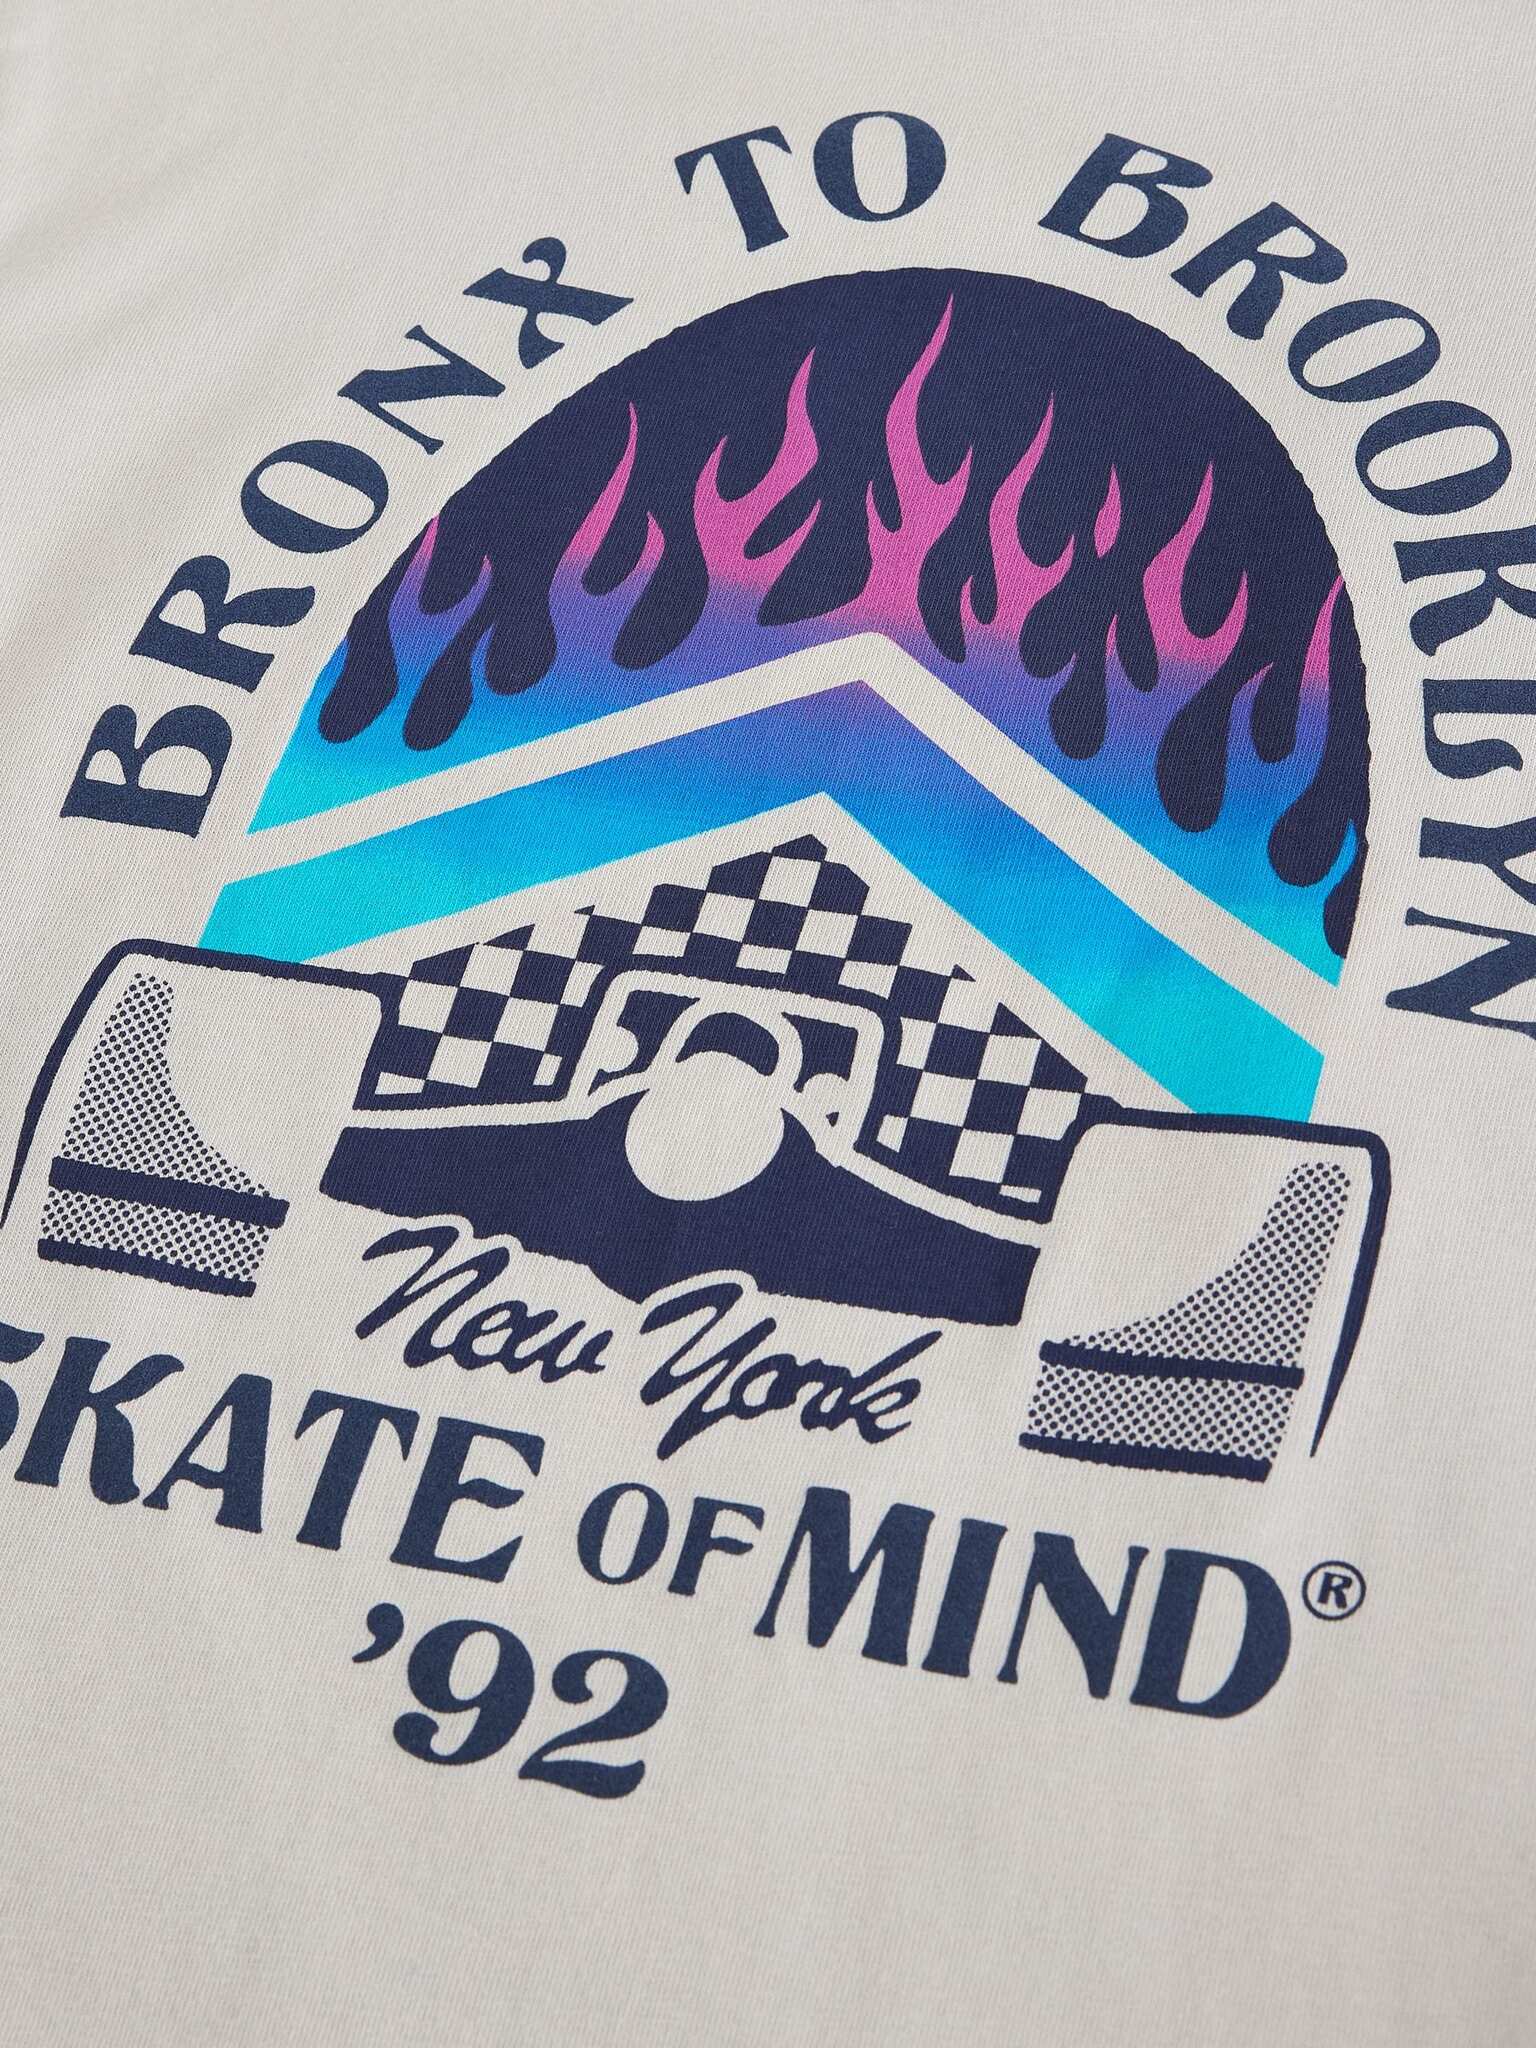 BRONX TO BROOKLYN
New York
SKATE OF MIND®
'92